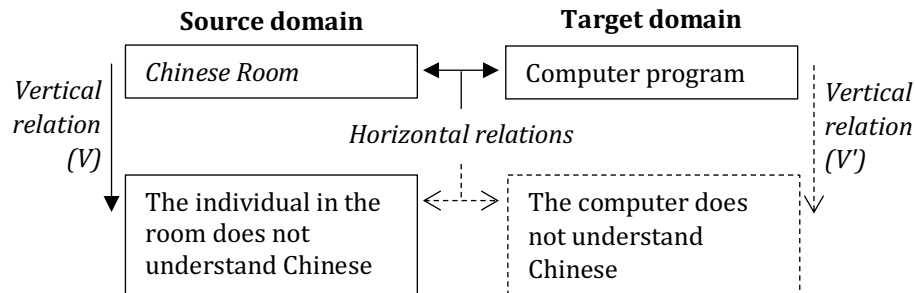 Source domain
Target domain
Chinese Room
Computer program
Vertical
relation
(V)
Horizontal relations
Vertical
relation
(V')
The individual in the
room does not
understand Chinese
The computer does
not understand
Chinese